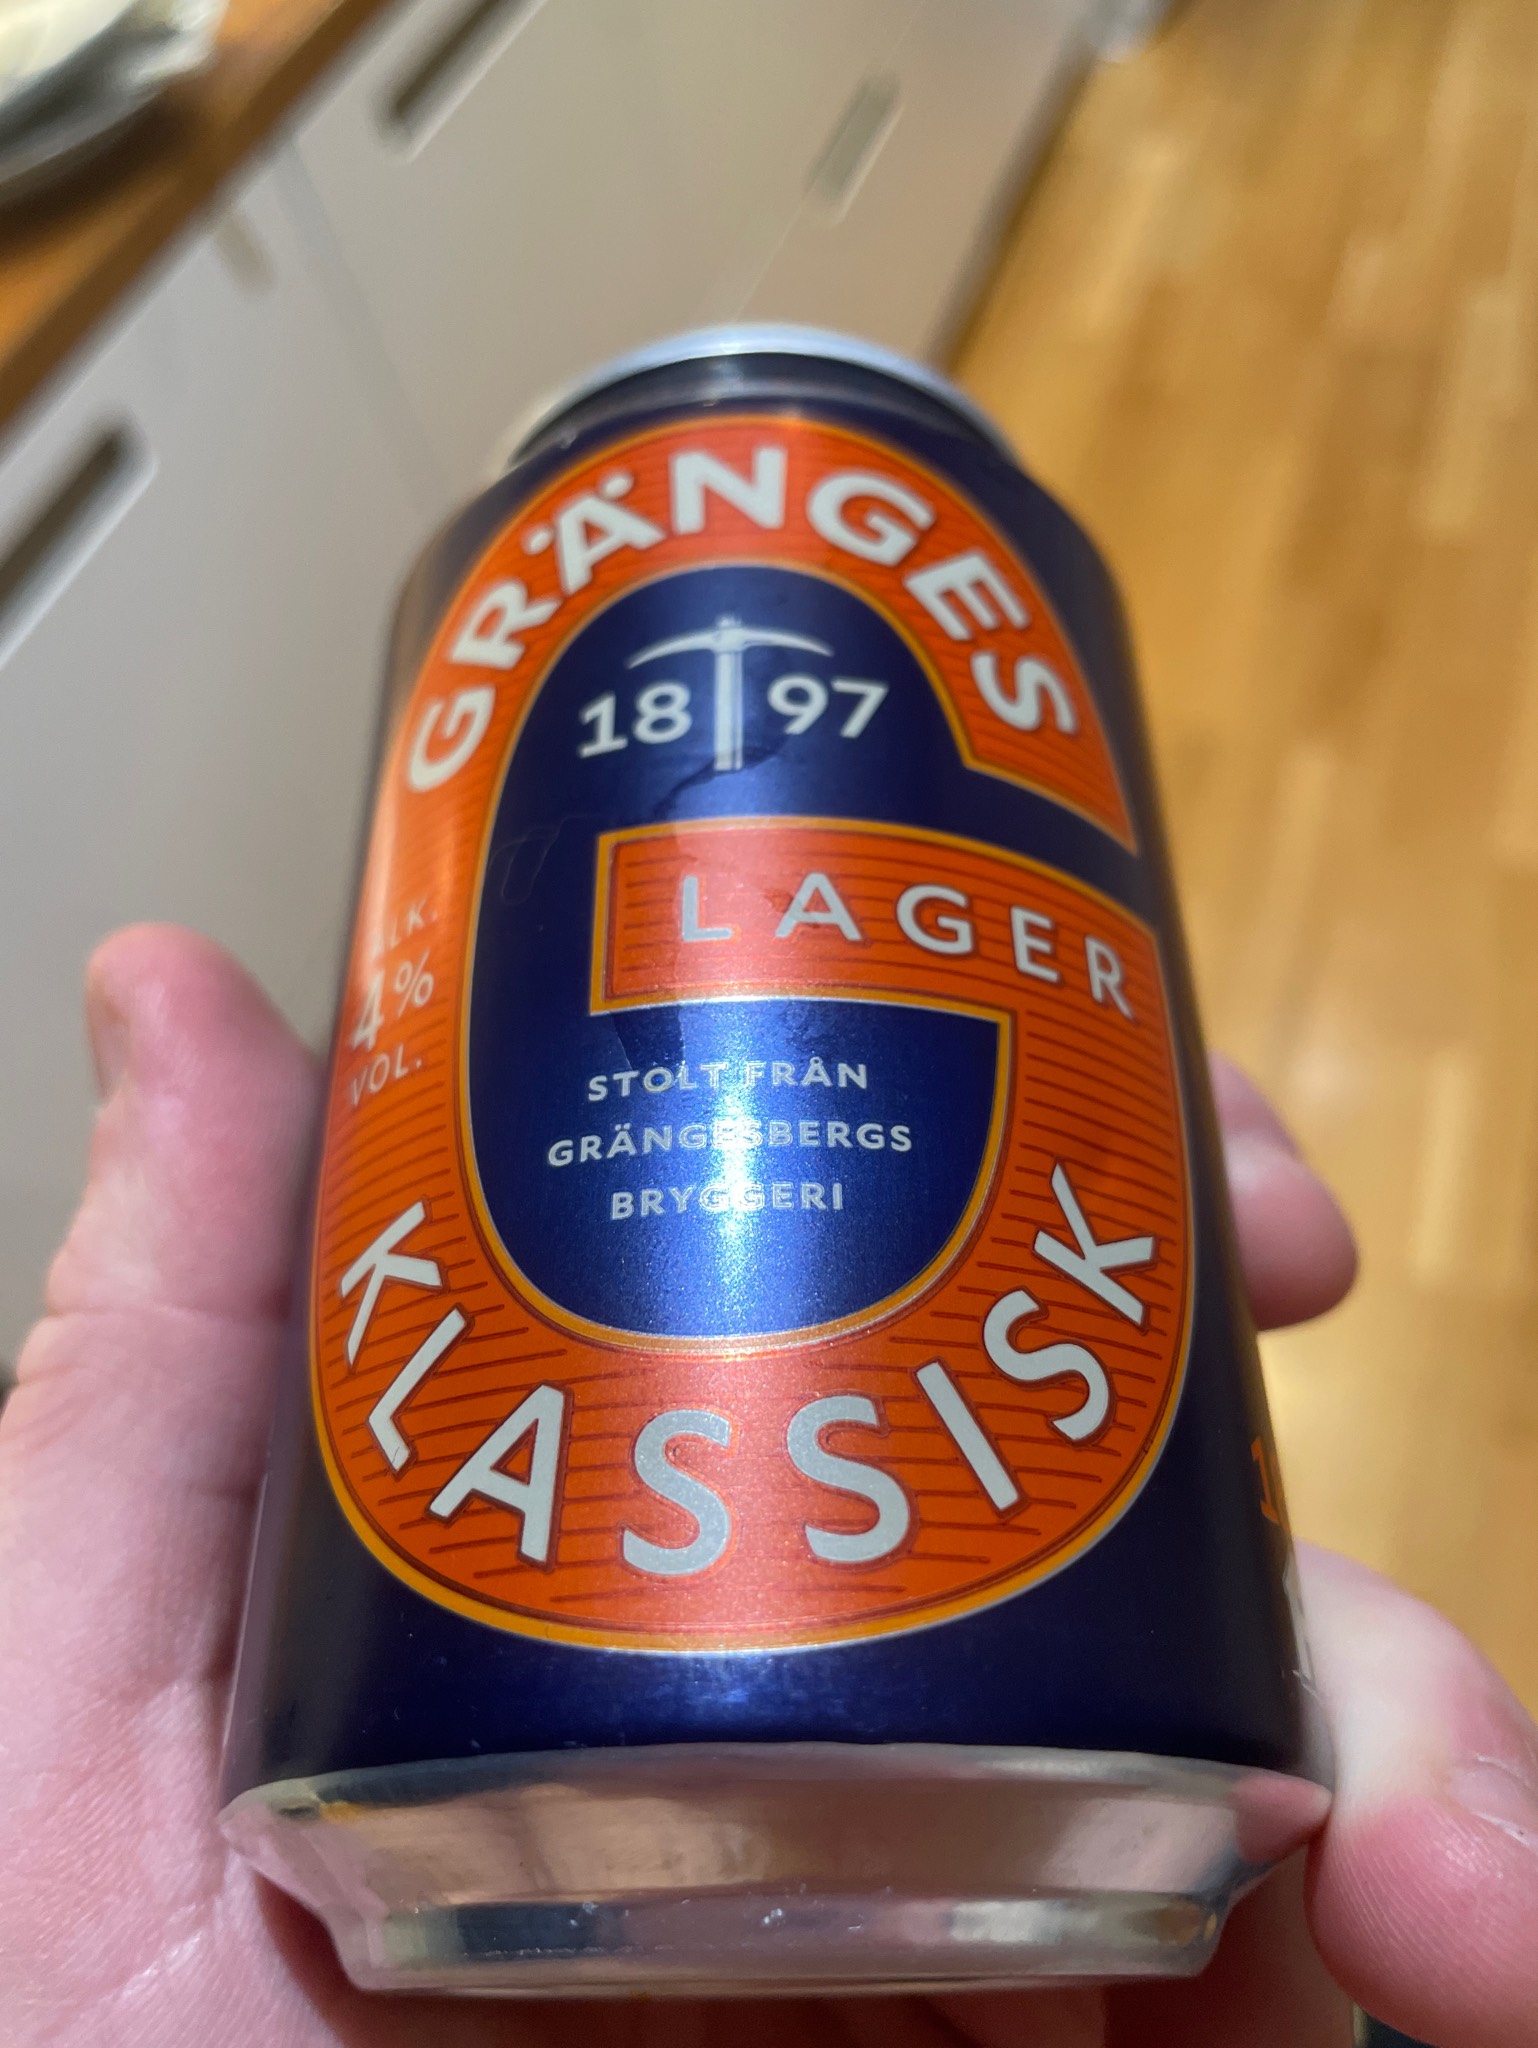 GRÄNGES
18 97
LAGER
ALK.
4%
VOL.
STOLT FRÅN
GRÄNGESBERGS
BRYGGERI
KLASSISK